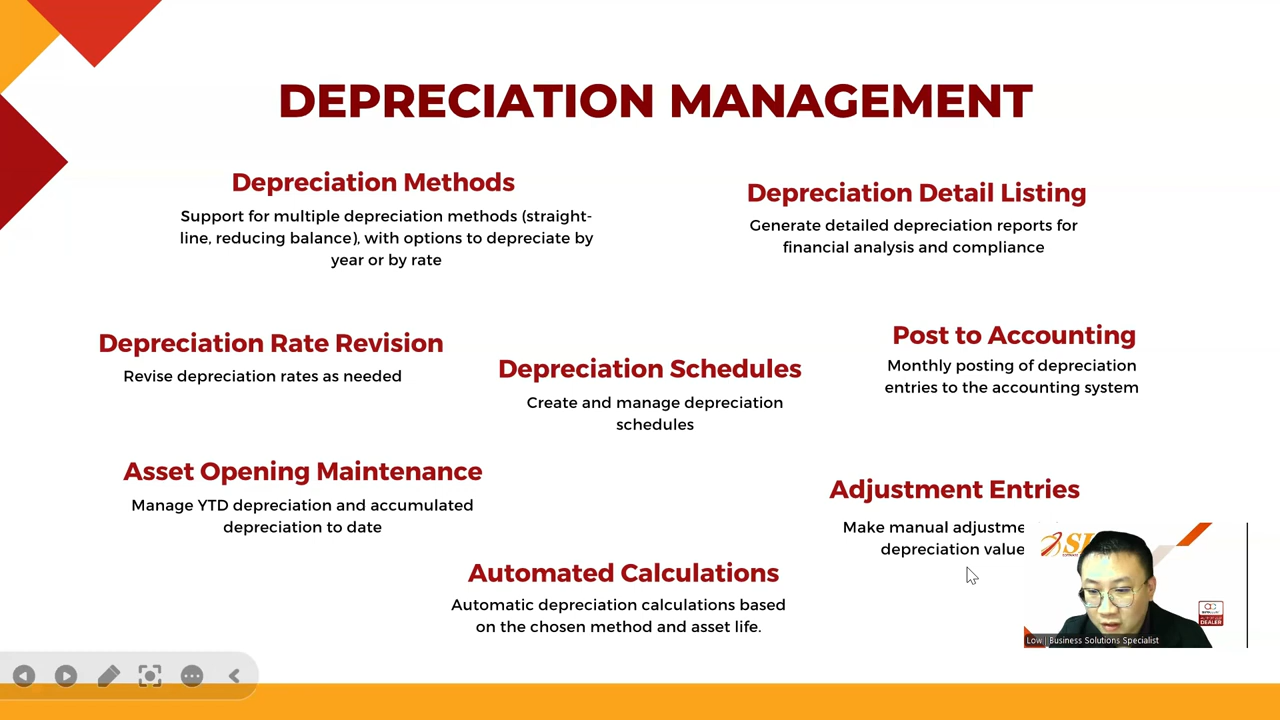 DEPRECIATION MANAGEMENT
Depreciation Methods
Support for multiple depreciation methods (straight-
line, reducing balance), with options to depreciate by
year or by rate
Depreciation Detail Listing
Generate detailed depreciation reports for
financial analysis and compliance
Depreciation Rate Revision
Revise depreciation rates as needed
Depreciation Schedules
Create and manage depreciation
schedules
Post to Accounting
Monthly posting of depreciation
entries to the accounting system
Asset Opening Maintenance
Manage YTD depreciation and accumulated
depreciation to date
Adjustment Entries
Make manual adjustme
depreciation value
Automated Calculations
Automatic depreciation calculations based
on the chosen method and asset life.
DEALER
Low | Business Solutions Specialist